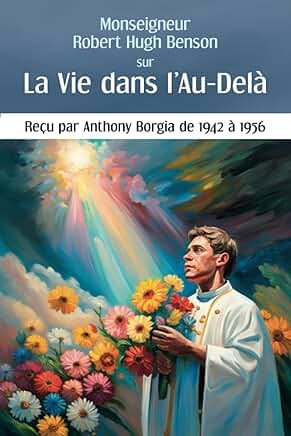 Monseigneur
Robert Hugh Benson
sur
La Vie dans l'Au-Delà
Reçu par Anthony Borgia de 1942 à 1956